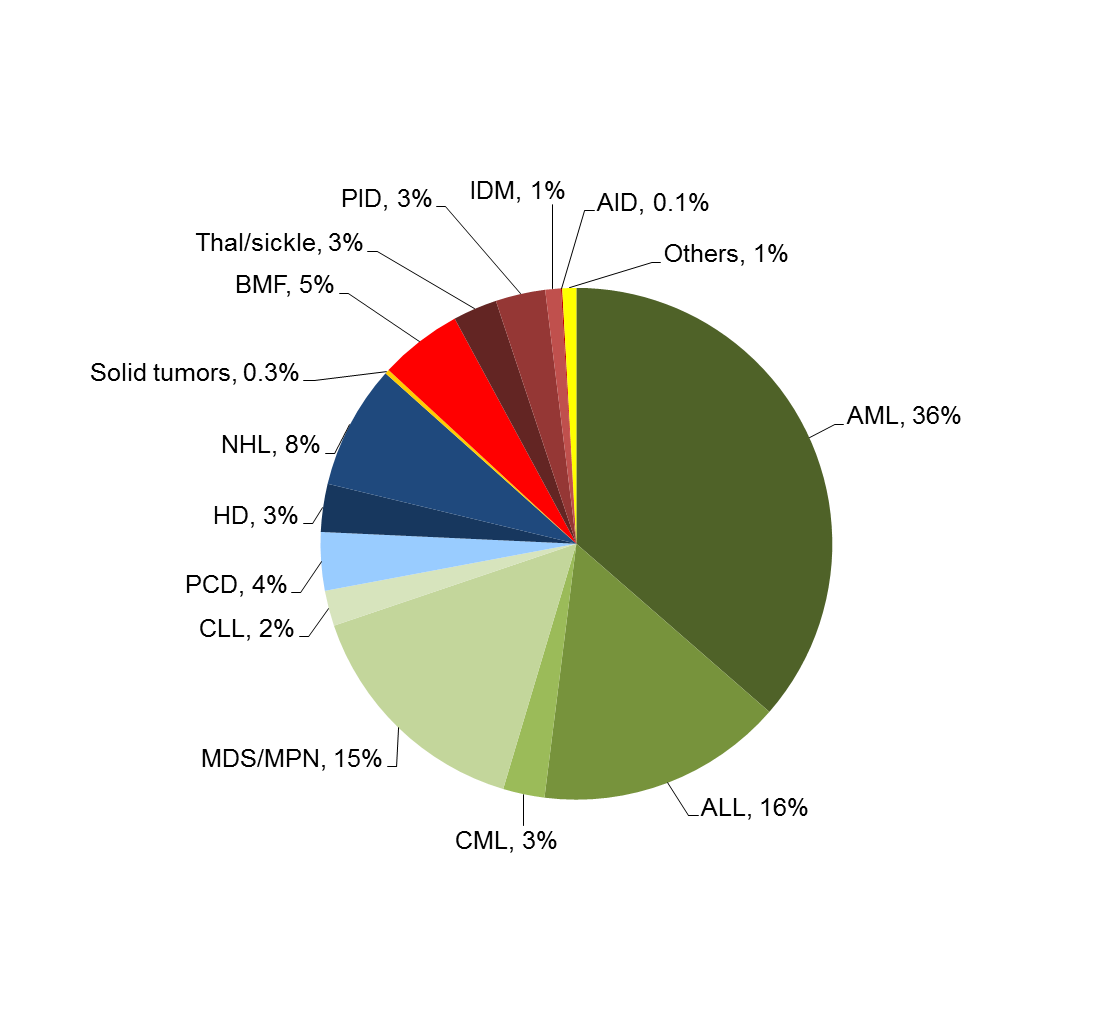 IDM, 1%
PID, 3%
AID, 0.1%
Thal/sickle, 3%
Others, 1%
BMF, 5%
Solid tumors, 0.3%
AML, 36%
NHL, 8%
HD, 3%
PCD, 4%
CLL, 2%
MDS/MPN, 15%
ALL, 16%
CML, 3%